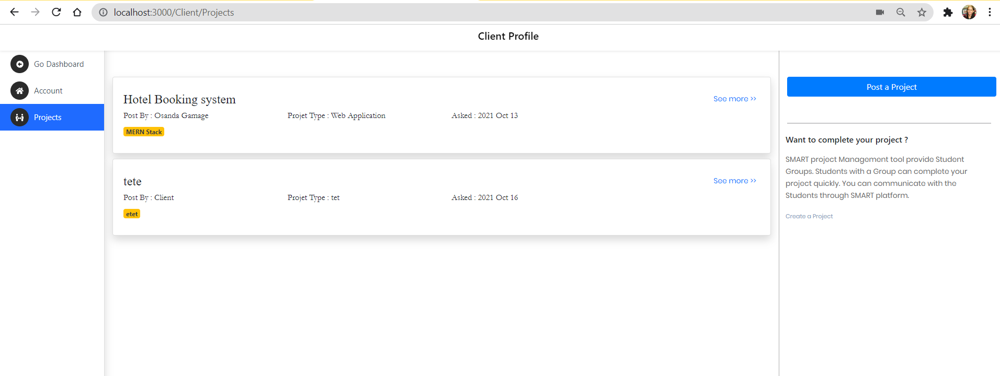 localhost:3000/Client/Projects
Client Profile
Go Dashboard
Account
Projects
Hotel Booking system
See more >>
Post By : Osanda Gamage
Projet Type : Web Application
Asked : 2021 Oct 13
MERN Stack
tete
See more >>
Post By : Client
Projet Type : tet
Asked : 2021 Oct 16
etet
Post a Project
Want to complete your project ?
SMART project Management tool provide Student
Groups. Students with a Group can complete your
project quickly. You can communicate with the
Students through SMART platform.
Create a Project